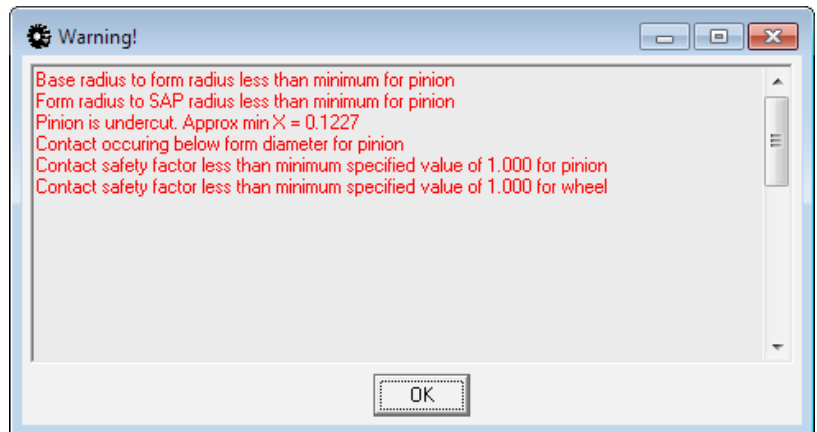 Warning!
Base radius to form radius less than minimum for pinion
Form radius to SAP radius less than minimum for pinion
Pinion is undercut. Approx min X = 0.1227
Contact occuring below form diameter for pinion
Contact safety factor less than minimum specified value of 1.000 for pinion
Contact safety factor less than minimum specified value of 1.000 for wheel
OK